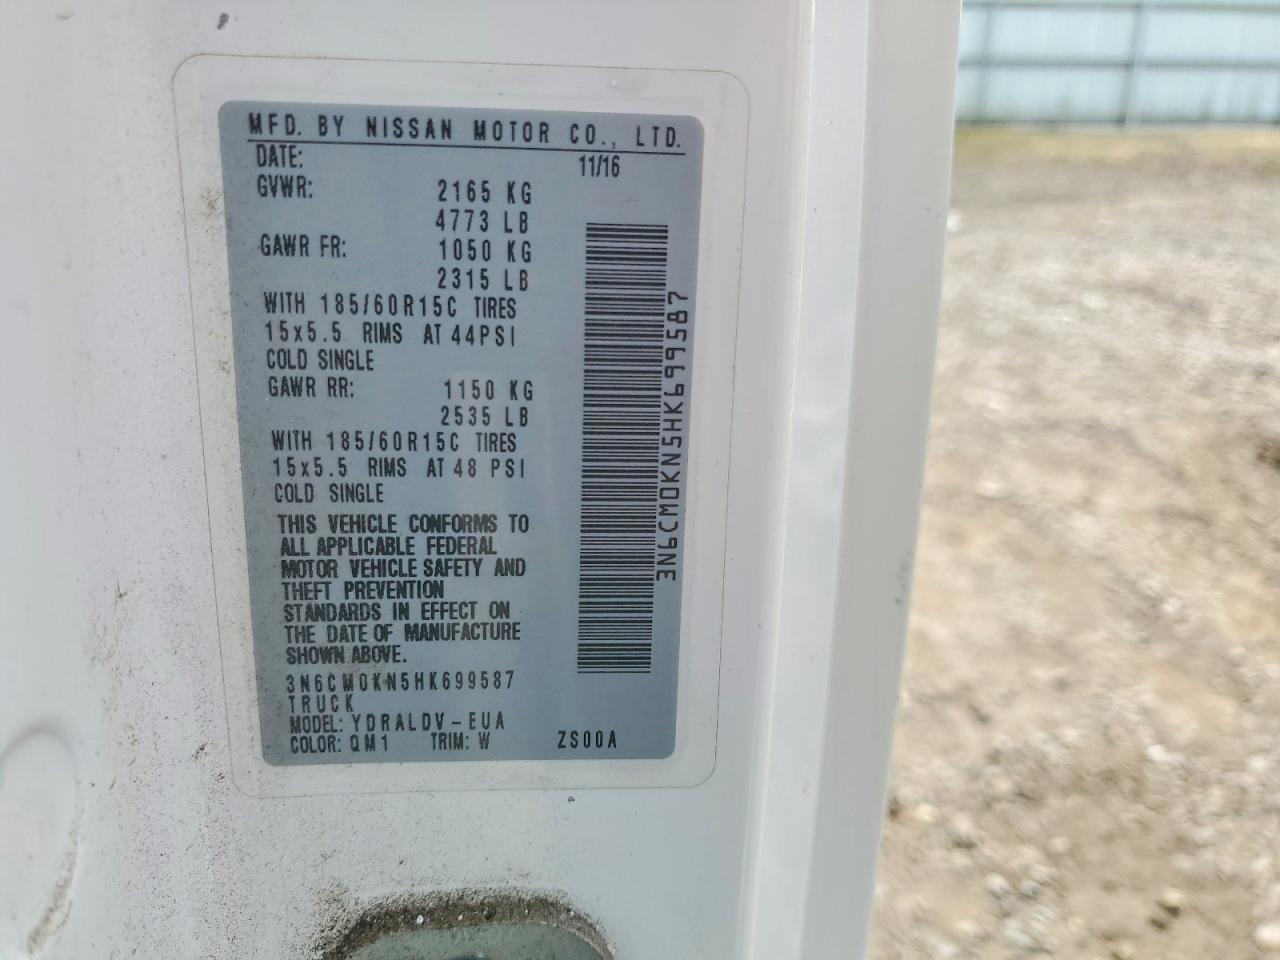 MFD. BY NISSAN MOTOR CO., LTD.
DATE: 11/16
GVWR: 2165 KG
4773 LB
GAWR FR: 1050 KG
2315 LB
WITH 185/60R15C TIRES
15x5.5 RIMS AT 44PSI
COLD SINGLE
GAWR RR: 1150 KG
2535 LB
WITH 185/60R15C TIRES
15x5.5 RIMS AT 48 PSI
COLD SINGLE
THIS VEHICLE CONFORMS TO
ALL APPLICABLE FEDERAL
MOTOR VEHICLE SAFETY AND
THEFT PREVENTION
STANDARDS IN EFFECT ON
THE DATE OF MANUFACTURE
SHOWN ABOVE.
3N6CM0KN5HK699587
TRUCK
MODEL: YDRALDV-EUA
COLOR: QM1 TRIM: W ZS00A
3N6CM0KN5HK699587